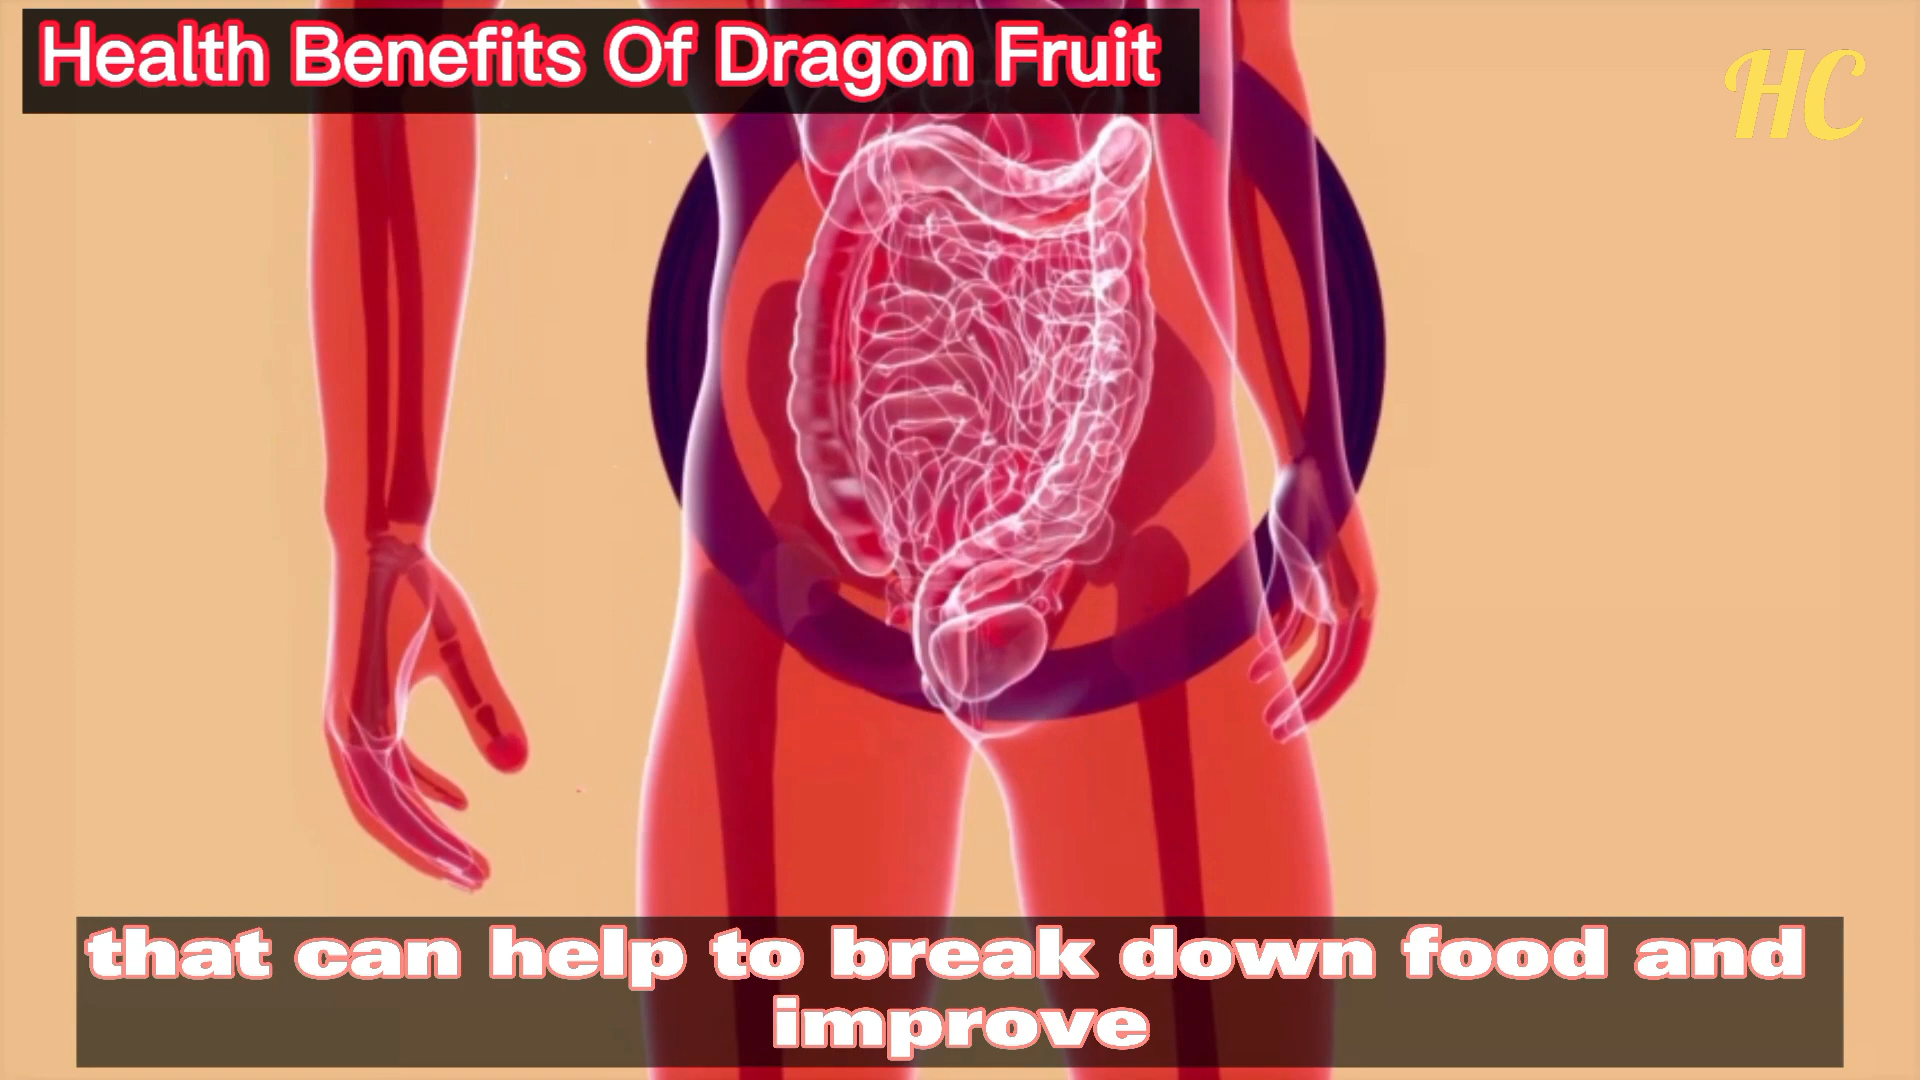 Health Benefits Of Dragon Fruit
HC
that can help to break down food and
improve